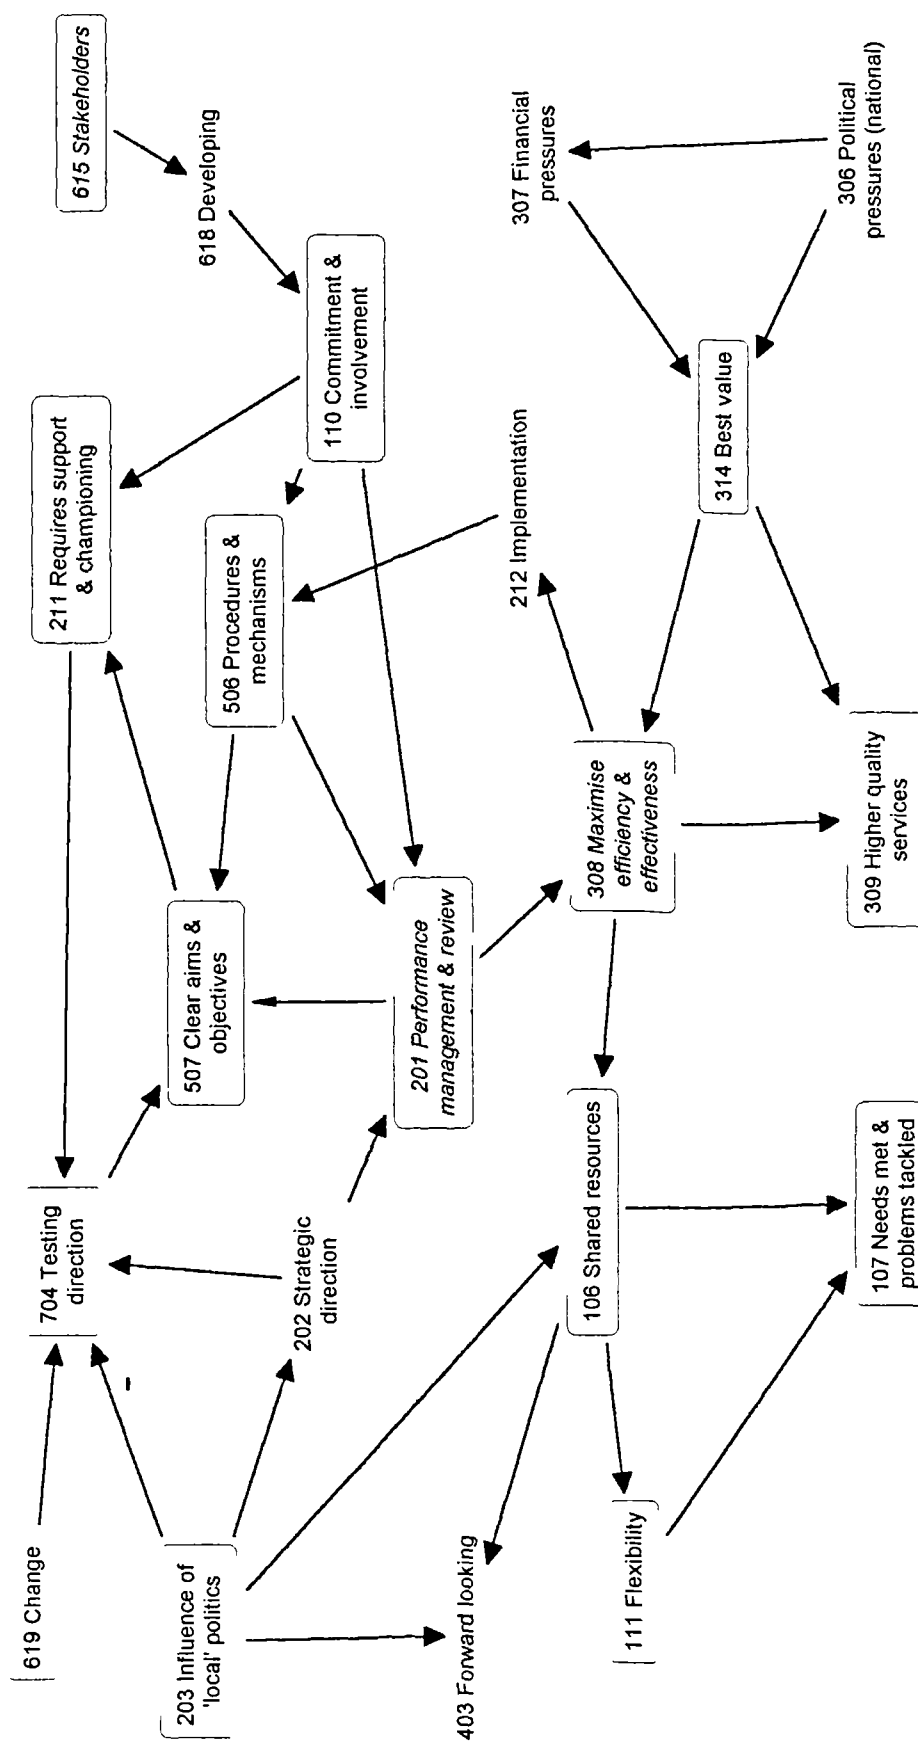 619 Change
704 Testing
direction
211 Requires support
& championing
615 Stakeholders
203 Influence of
'local' politics
507 Clear aims &
objectives
506 Procedures &
mechanisms
618 Developing
202 Strategic
direction
110 Commitment &
involvement
201 Performance
management & review
403 Forward looking
212 Implementation
307 Financial
pressures
106 Shared resources
308 Maximise
efficiency &
effectiveness
111 Flexibility
314 Best value
306 Political
pressures (national)
107 Needs met &
problems tackled
309 Higher quality
services